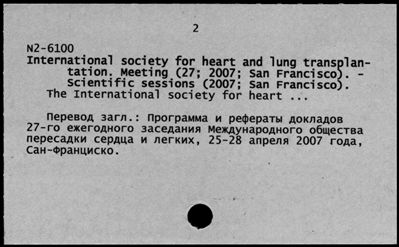 2
N2-6100
International society for heart and lung transplan-
tation. Meeting (27; 2007; San Francisco). -
Scientific sessions (2007; San Francisco).
The International society for heart ...
Перевод загл.: Программа и рефераты докладов
27-го ежегодного заседания Международного общества
пересадки сердца и легких, 25-28 апреля 2007 года,
Сан-Франциско.